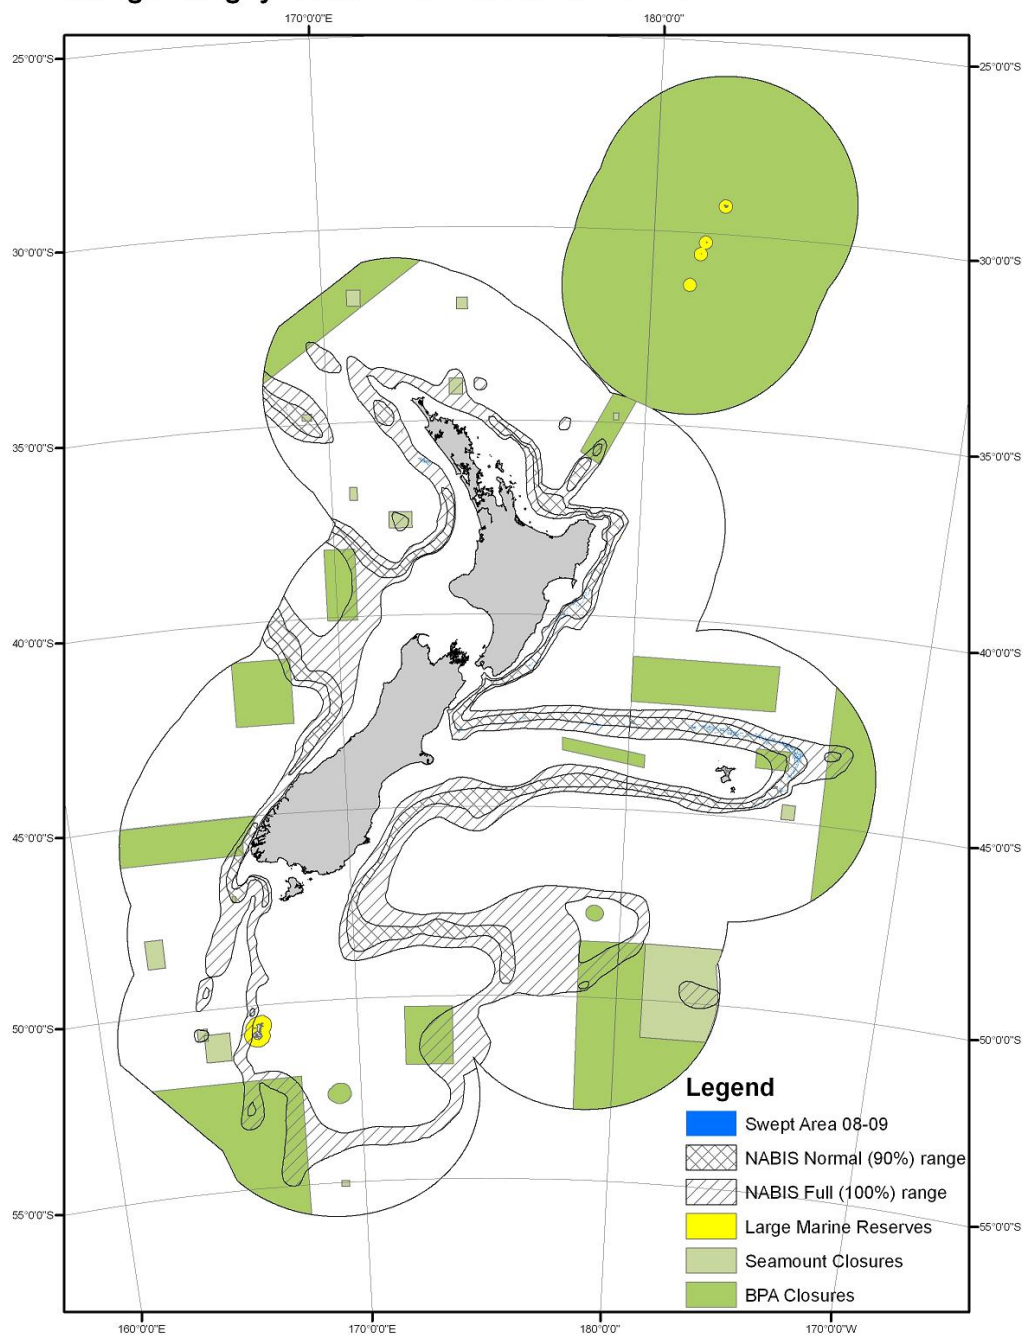 170°0'0"E
180°0'0"
25°0'0"S
25°0'0"S
30°0'0"S
30°0'0"S
35°0'0"S
35°0'0"S
40°0'0"S
40°0'0"S
45°0'0"S
45°0'0"S
50°0'0"S
50°0'0"S
55°0'0"S
55°0'0"S
Legend
Swept Area 08-09
NABIS Normal (90%) range
NABIS Full (100%) range
Large Marine Reserves
Seamount Closures
BPA Closures
160°0'0"E
170°0'0"E
180°0'0"
170°0'0"W